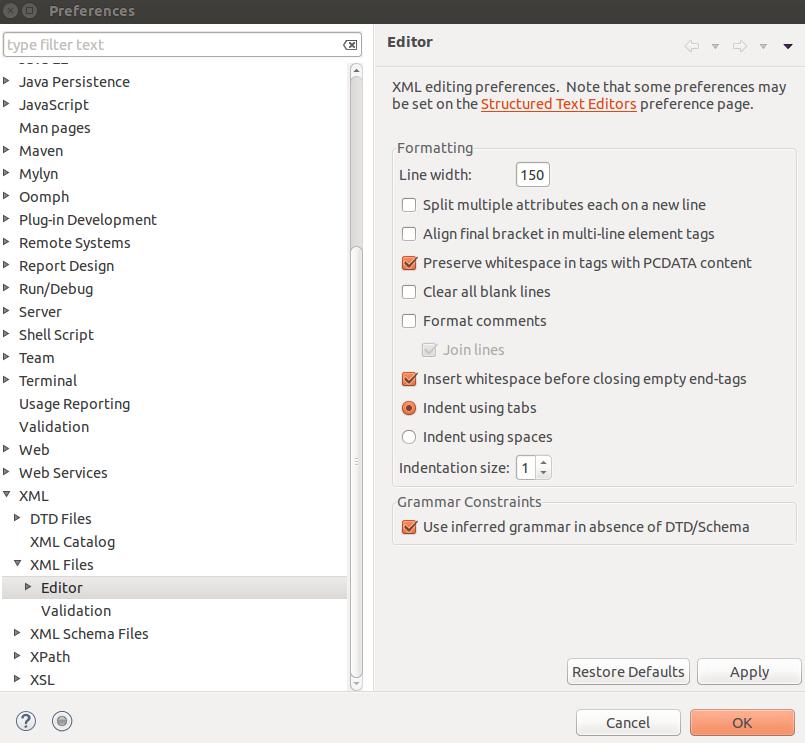 Preferences
type filter text
Java Persistence
JavaScript
Man pages
Maven
Mylyn
Oomph
Plug-in Development
Remote Systems
Report Design
Run/Debug
Server
Shell Script
Team
Terminal
Usage Reporting
Validation
Web
Web Services
XML
DTD Files
XML Catalog
XML Files
Editor
Validation
XML Schema Files
XPath
XSL
Editor
XML editing preferences.  Note that some preferences may
be set on the Structured Text Editors preference page.
Formatting
Line width: 150
Split multiple attributes each on a new line
Align final bracket in multi-line element tags
Preserve whitespace in tags with PCDATA content
Clear all blank lines
Format comments
Join lines
Insert whitespace before closing empty end-tags
Indent using tabs
Indent using spaces
Indentation size: 1
Grammar Constraints
Use inferred grammar in absence of DTD/Schema
Restore Defaults Apply
? Cancel OK